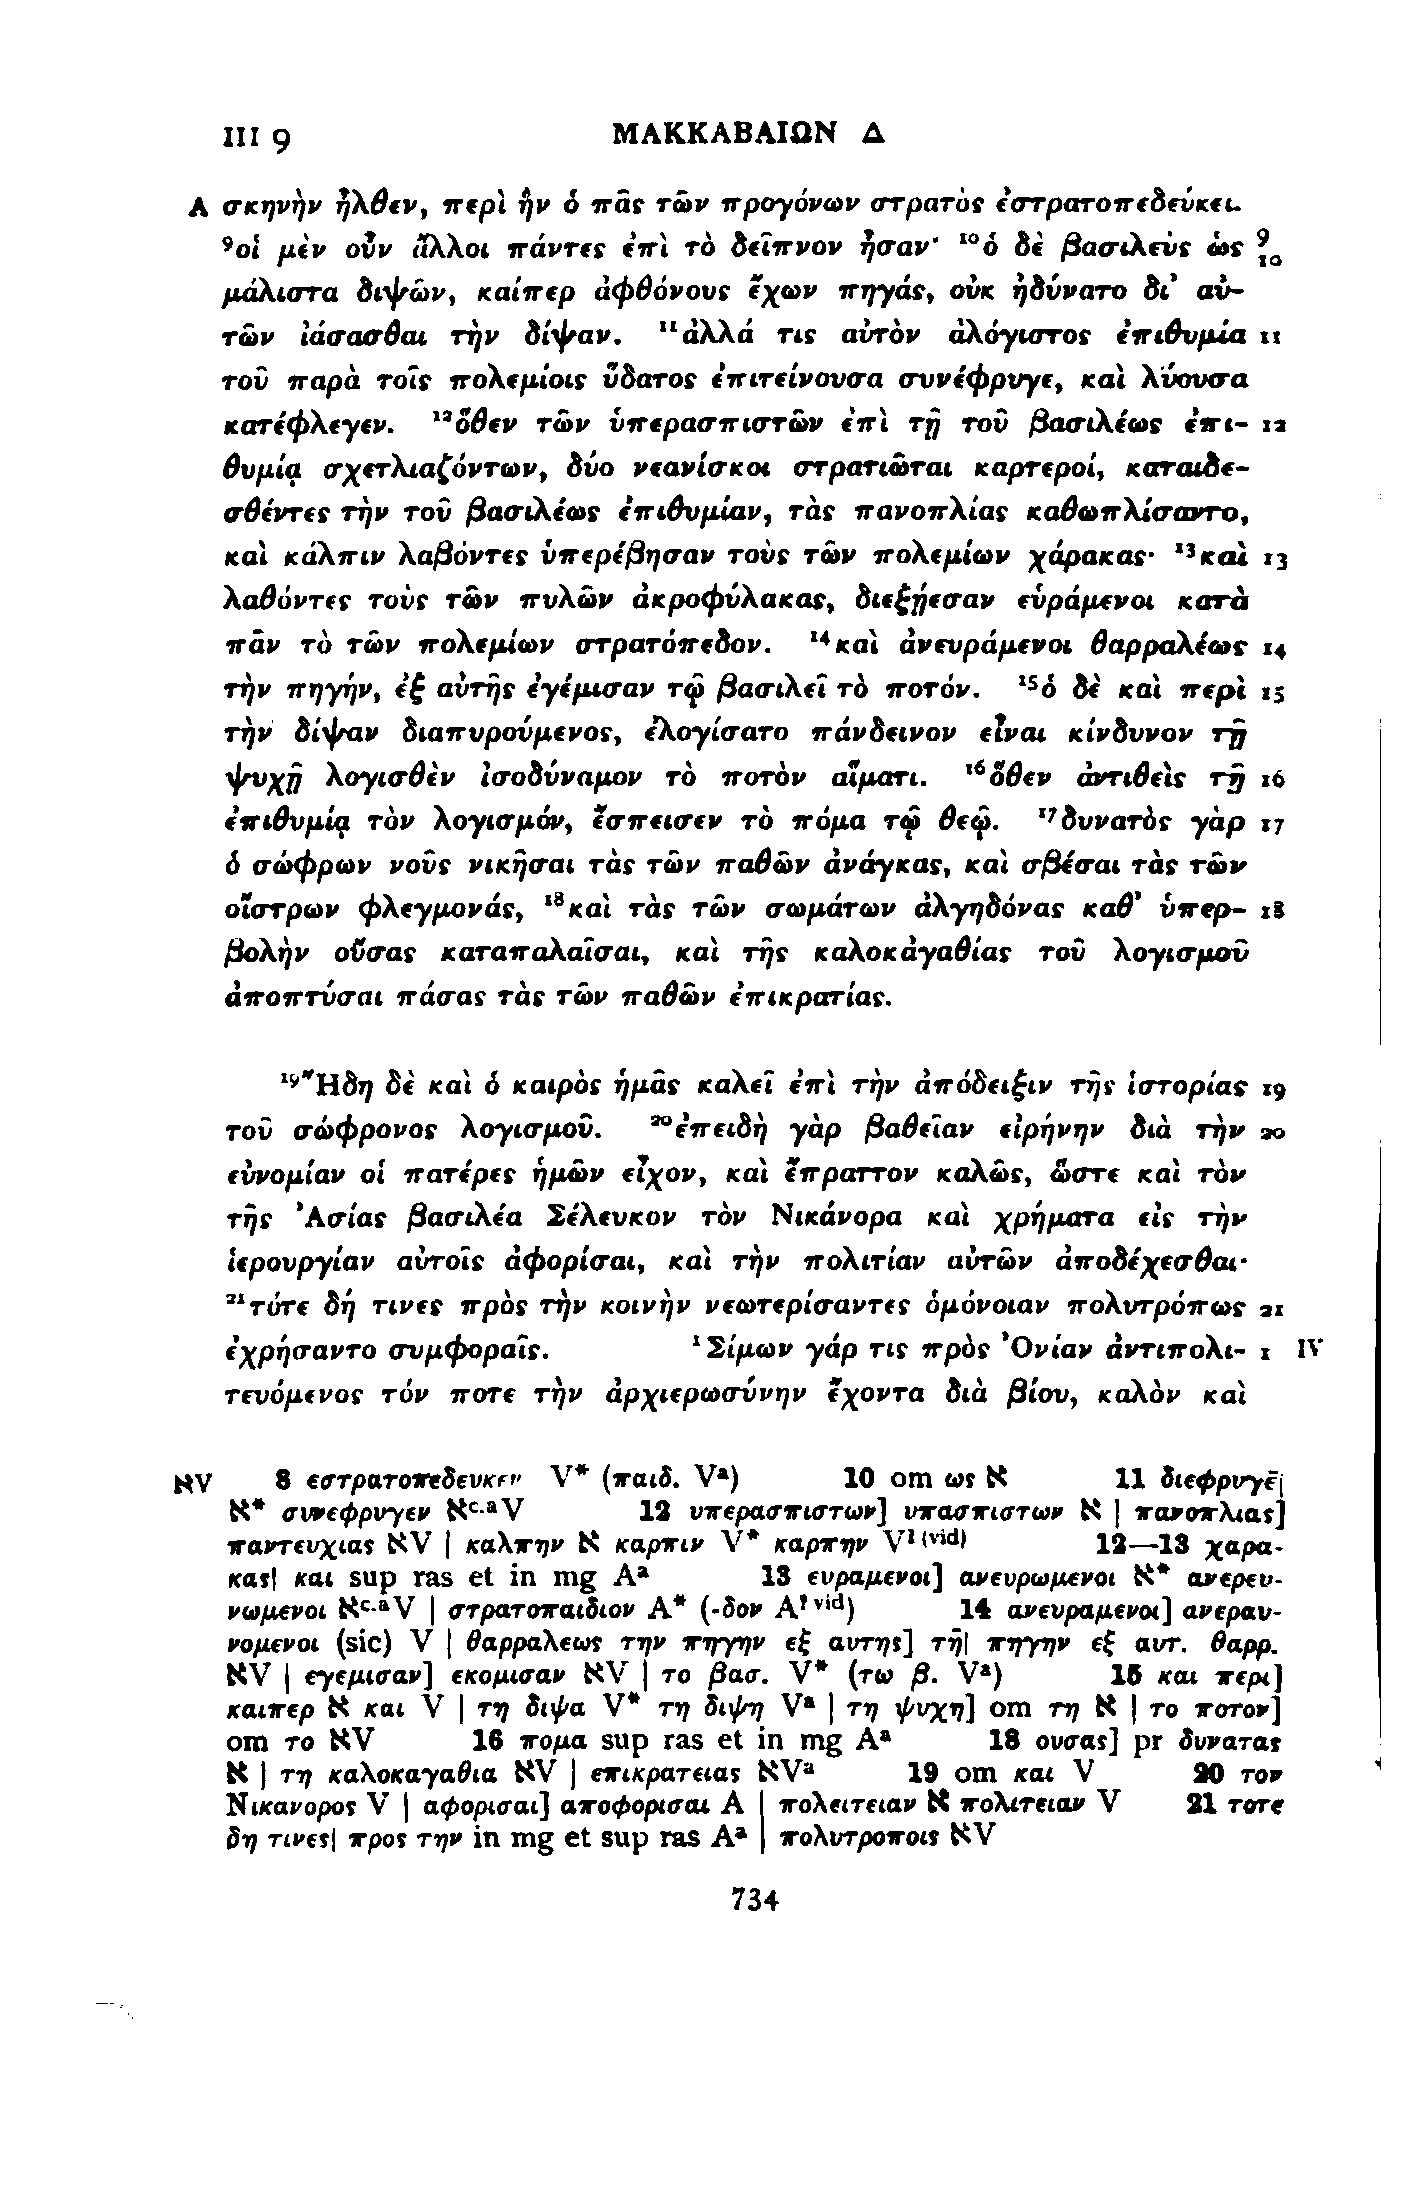 III 9 ΜΑΚΚΑΒΑΙΩΝ Δ
A σκηνὴν ἦλθεν, περὶ ἣν ὁ πᾶς τῶν προγόνων στρατὸς ἐστρατοπεδεύκει.
⁹οἱ μὲν οὖν ἄλλοι πάντες ἐπὶ τὸ δεῖπνον ἦσαν· ¹⁰ὁ δὲ βασιλεὺς ὡς 9 10
μάλιστα διψῶν, καίπερ ἀφθόνους ἔχων πηγάς, οὐκ ἠδύνατο δι᾽ αὐ-
τῶν ἰάσασθαι τὴν δίψαν. ¹¹ἀλλά τις αὐτὸν ἀλόγιστος ἐπιθυμία 11
τοῦ παρὰ τοῖς πολεμίοις ὕδατος ἐπιτείνουσα συνέφρυγε, καὶ λύουσα
κατέφλεγεν. ¹²ὅθεν τῶν ὑπερασπιστῶν ἐπὶ τῇ τοῦ βασιλέως ἐπι- 12
θυμίᾳ σχετλιαζόντων, δύο νεανίσκοι στρατιῶται καρτεροί, καταιδε-
σθέντες τὴν τοῦ βασιλέως ἐπιθυμίαν, τὰς πανοπλίας καθωπλίσαντο,
καὶ κάλπιν λαβόντες ὑπερέβησαν τοὺς τῶν πολεμίων χάρακας· ¹³καὶ 13
λαθόντες τοὺς τῶν πυλῶν ἀκροφύλακας, διεξῄεσαν εὑράμενοι κατὰ
πᾶν τὸ τῶν πολεμίων στρατόπεδον. ¹⁴καὶ ἀνευράμενοι θαρραλέως 14
τὴν πηγήν, ἐξ αὐτῆς ἐγέμισαν τῷ βασιλεῖ τὸ ποτόν. ¹⁵ὁ δὲ καὶ περὶ 15
τὴν δίψαν διαπυρούμενος, ἐλογίσατο πάνδεινον εἶναι κίνδυνον τῇ
ψυχῇ λογισθὲν ἰσοδύναμον τὸ ποτὸν αἵματι. ¹⁶ὅθεν ἀντιθεὶς τῇ 16
ἐπιθυμίᾳ τὸν λογισμόν, ἔσπεισεν τὸ πόμα τῷ θεῷ. ¹⁷δυνατὸς γὰρ 17
ὁ σώφρων νοῦς νικῆσαι τὰς τῶν παθῶν ἀνάγκας, καὶ σβέσαι τὰς τῶν
οἴστρων φλεγμονάς, ¹⁸καὶ τὰς τῶν σωμάτων ἀλγηδόνας καθ᾽ ὑπερ- 18
βολὴν οὔσας καταπαλαῖσαι, καὶ τῆς καλοκἀγαθίας τοῦ λογισμοῦ
ἀποπτύσαι πάσας τὰς τῶν παθῶν ἐπικρατίας.
¹⁹Ἤδη δὲ καὶ ὁ καιρὸς ἡμᾶς καλεῖ ἐπὶ τὴν ἀπόδειξιν τῆς ἱστορίας 19
τοῦ σώφρονος λογισμοῦ. ²⁰ἐπειδὴ γὰρ βαθεῖαν εἰρήνην διὰ τὴν 20
εὐνομίαν οἱ πατέρες ἡμῶν εἶχον, καὶ ἔπραττον καλῶς, ὥστε καὶ τὸν
τῆς Ἀσίας βασιλέα Σέλευκον τὸν Νικάνορα καὶ χρήματα εἰς τὴν
ἱερουργίαν αὐτοῖς ἀφορίσαι, καὶ τὴν πολιτίαν αὐτῶν ἀποδέχεσθαι·
²¹τότε δή τινες πρὸς τὴν κοινὴν νεωτερίσαντες ὁμόνοιαν πολυτρόπως 21
ἐχρήσαντο συμφοραῖς. ¹Σίμων γάρ τις πρὸς Ὀνίαν ἀντιπολι- 1 IV
τευόμενος τόν ποτε τὴν ἀρχιερωσύνην ἔχοντα διὰ βίου, καλὸν καὶ
אV 8 εστρατοπεδευκεν V* (παιδ. Vᵃ) 10 om ως א 11 διεφρυγε̄|
א* συνεφρυγεν אᶜ·ᵃV 12 υπερασπιστων] υπασπιστων א | πανοπλιας]
παντευχιας אV | καλπην א καρπιν V* καρπην V¹⁽ᵛⁱᵈ⁾ 12—13 χαρα-
κας| και sup ras et in mg Aᵃ 13 ευραμενοι] ανευρωμενοι א* ανερευ-
νωμενοι אᶜ·ᵃV | στρατοπαιδιον A* (-δον A? ᵛⁱᵈ) 14 ανευραμενοι] ανεραυ-
νομενοι (sic) V | θαρραλεως την πηγην εξ αυτης] τη̄| πηγην εξ αυτ. θαρρ.
אV | εγεμισαν] εκομισαν אV | το βασ. V* (τω β. Vᵃ) 15 και περι]
καιπερ א και V | τη διψα V* τη διψη Vᵃ | τη ψυχη] om τη א | το ποτον]
om το אV 16 πομα sup ras et in mg Aᵃ 18 ουσας] pr δυνατας
א | τη καλοκαγαθια אV | επικρατειας אVᵃ 19 om και V 20 τον
Νικανορος V | αφορισαι] αποφορισαι A | πολειτειαν א πολιτειαν V 21 τοτε
δη τινες| προς την in mg et sup ras Aᵃ | πολυτροποις אV
734